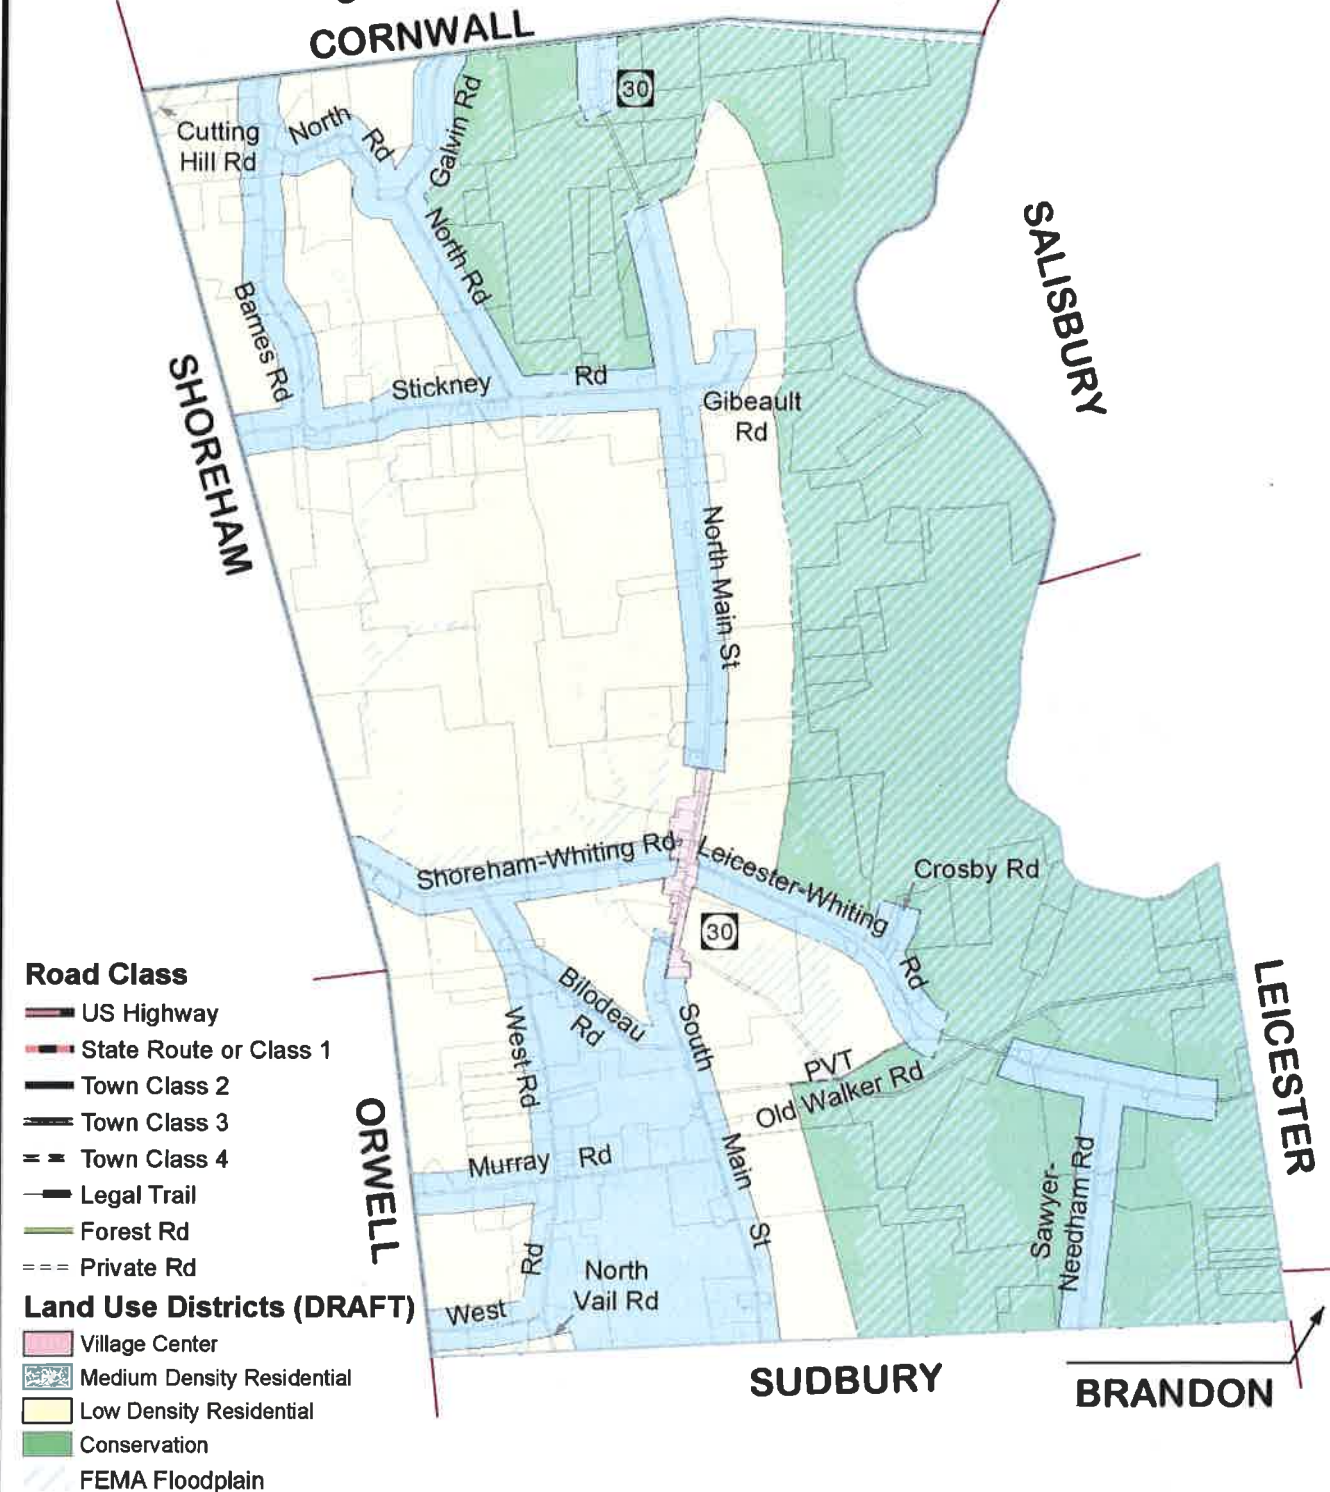 CORNWALL
30
Cutting
Hill Rd
North
Rd
Galvin Rd
North Rd
SALISBURY
Barnes Rd
SHOREHAM
Stickney
Rd
Gibeault
Rd
North Main St
Shoreham-Whiting Rd
Leicester-Whiting
Rd
Crosby Rd
30
Bilodeau
Rd
West Rd
South
Main
St
PVT
Old Walker Rd
LEICESTER
ORWELL
Murray Rd
Sawyer-
Needham Rd
Rd
West
North
Vail Rd
SUDBURY
BRANDON
Road Class
US Highway
State Route or Class 1
Town Class 2
Town Class 3
Town Class 4
Legal Trail
Forest Rd
Private Rd
Land Use Districts (DRAFT)
Village Center
Medium Density Residential
Low Density Residential
Conservation
FEMA Floodplain